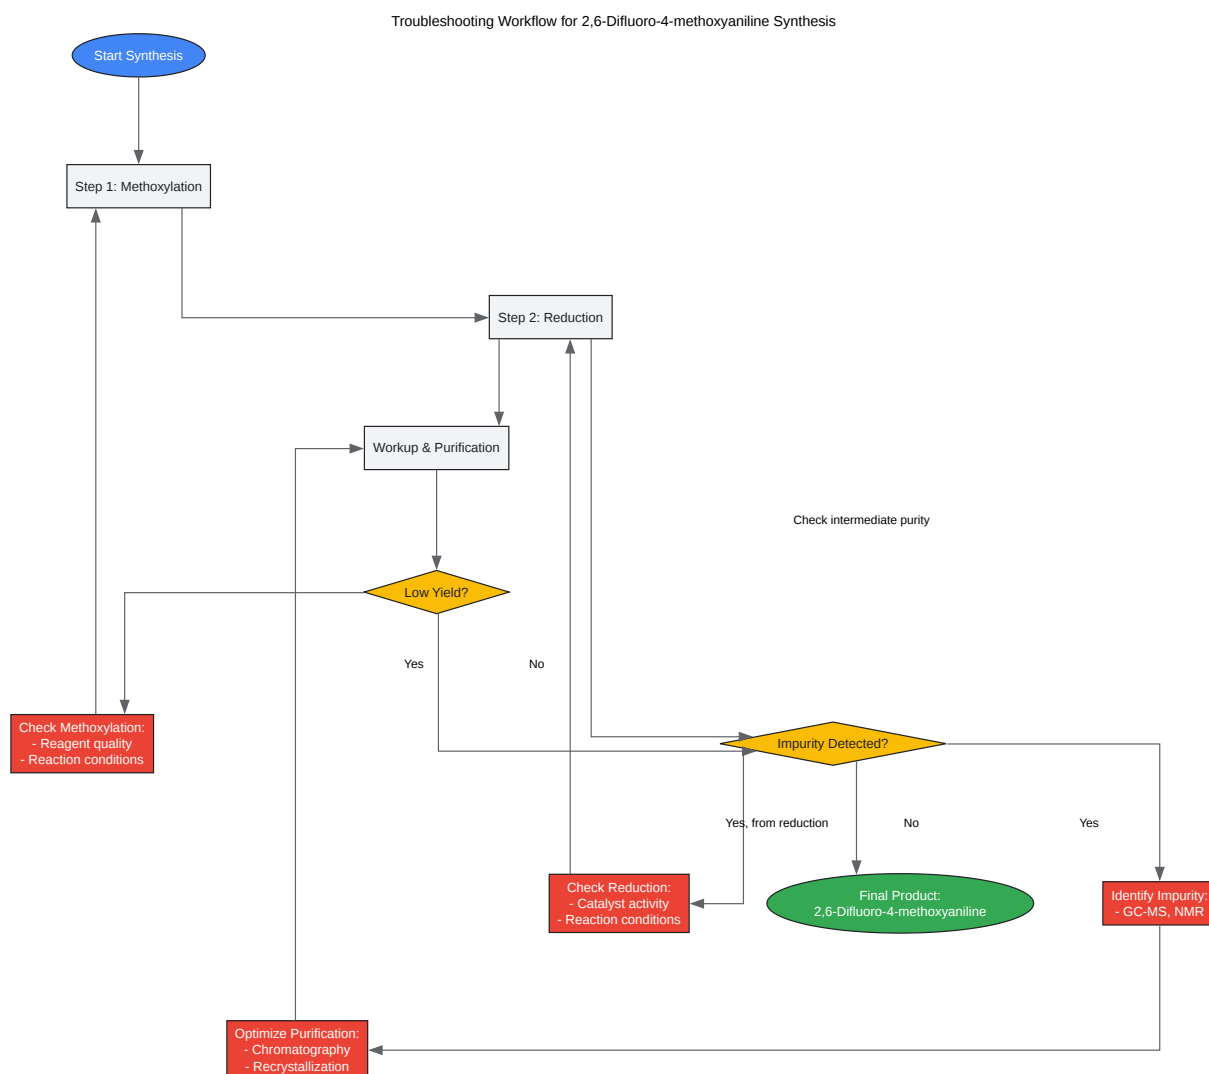 Troubleshooting Workflow for 2,6-Difluoro-4-methoxyaniline Synthesis
Start Synthesis
Step 1: Methoxylation
Step 2: Reduction
Workup & Purification
Check intermediate purity
Low Yield?
Yes
No
Check Methoxylation:
- Reagent quality
- Reaction conditions
Impurity Detected?
Yes, from reduction
No
Yes
Check Reduction:
- Catalyst activity
- Reaction conditions
Final Product:
2,6-Difluoro-4-methoxyaniline
Identify Impurity:
- GC-MS, NMR
Optimize Purification:
- Chromatography
- Recrystallization